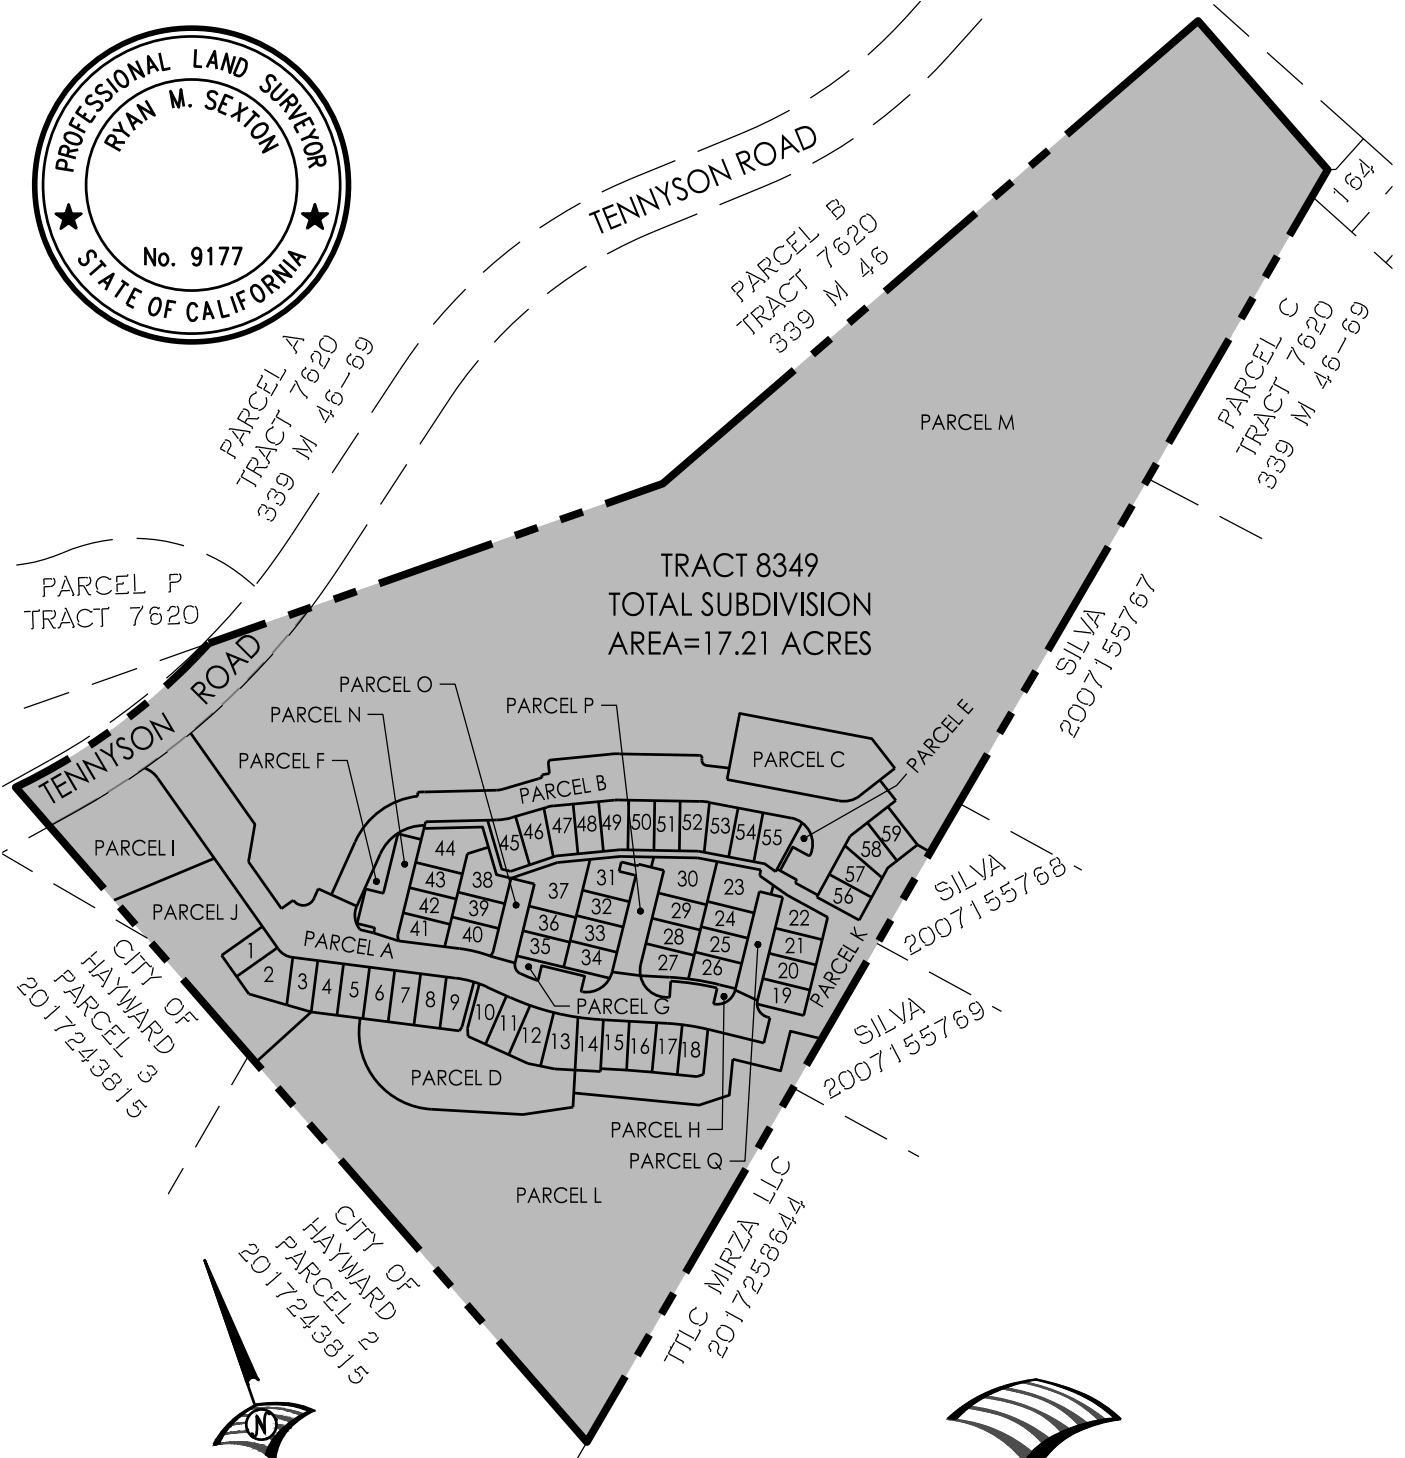 PROFESSIONAL LAND SURVEYOR
RYAN M. SEXTON
No. 9177
STATE OF CALIFORNIA
TENNYSON ROAD
164
PARCEL B
TRACT 7620
339 M 46
PARCEL A
TRACT 7620
339 M 46-69
PARCEL C
TRACT 7620
339 M 46-69
PARCEL M
PARCEL P
TRACT 7620
TRACT 8349
TOTAL SUBDIVISION
AREA=17.21 ACRES
SILVA
2007155767
TENNYSON ROAD
PARCEL O
PARCEL N
PARCEL P
PARCEL E
PARCEL F
PARCEL C
PARCEL B
45 46 47 48 49 50 51 52 53 54 55
59
58
57
56
PARCEL I
44
43
42
41
38
39
40
37
36
35
31
32
33
34
30
29
28
27
23
24
25
26
22
21
20
19
PARCEL K
SILVA
2007155768
PARCEL J
PARCEL A
1
2 3 4 5 6 7 8 9 10 11 12 13 14 15 16 17 18
PARCEL G
SILVA
2007155769
CITY OF
HAYWARD
PARCEL 3
2017243815
PARCEL D
PARCEL H
PARCEL Q
PARCEL L
TTLC MIRZA LLC
2017258644
CITY OF
HAYWARD
PARCEL 2
2017243815
N